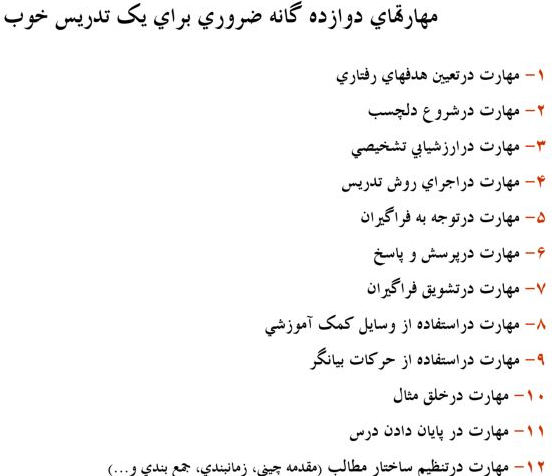 مهارتهاي دوازده گانه ضروري براي يک تدريس خوب
۱- مهارت درتعيين هدفهاي رفتاري
۲- مهارت درشروع دلچسب
۳- مهارت درارزشيابي تشخيصي
۴- مهارت دراجراي روش تدريس
۵- مهارت درتوجه به فراگيران
۶- مهارت درپرسش و پاسخ
۷- مهارت درتشويق فراگيران
۸- مهارت دراستفاده از وسايل کمک آموزشي
۹- مهارت دراستفاده از حرکات بيانگر
۱۰- مهارت درخلق مثال
۱۱- مهارت در پايان دادن درس
۱۲- مهارت درتنظيم ساختار مطالب (مقدمه چيني، زمانبندي، جمع بندي و...)